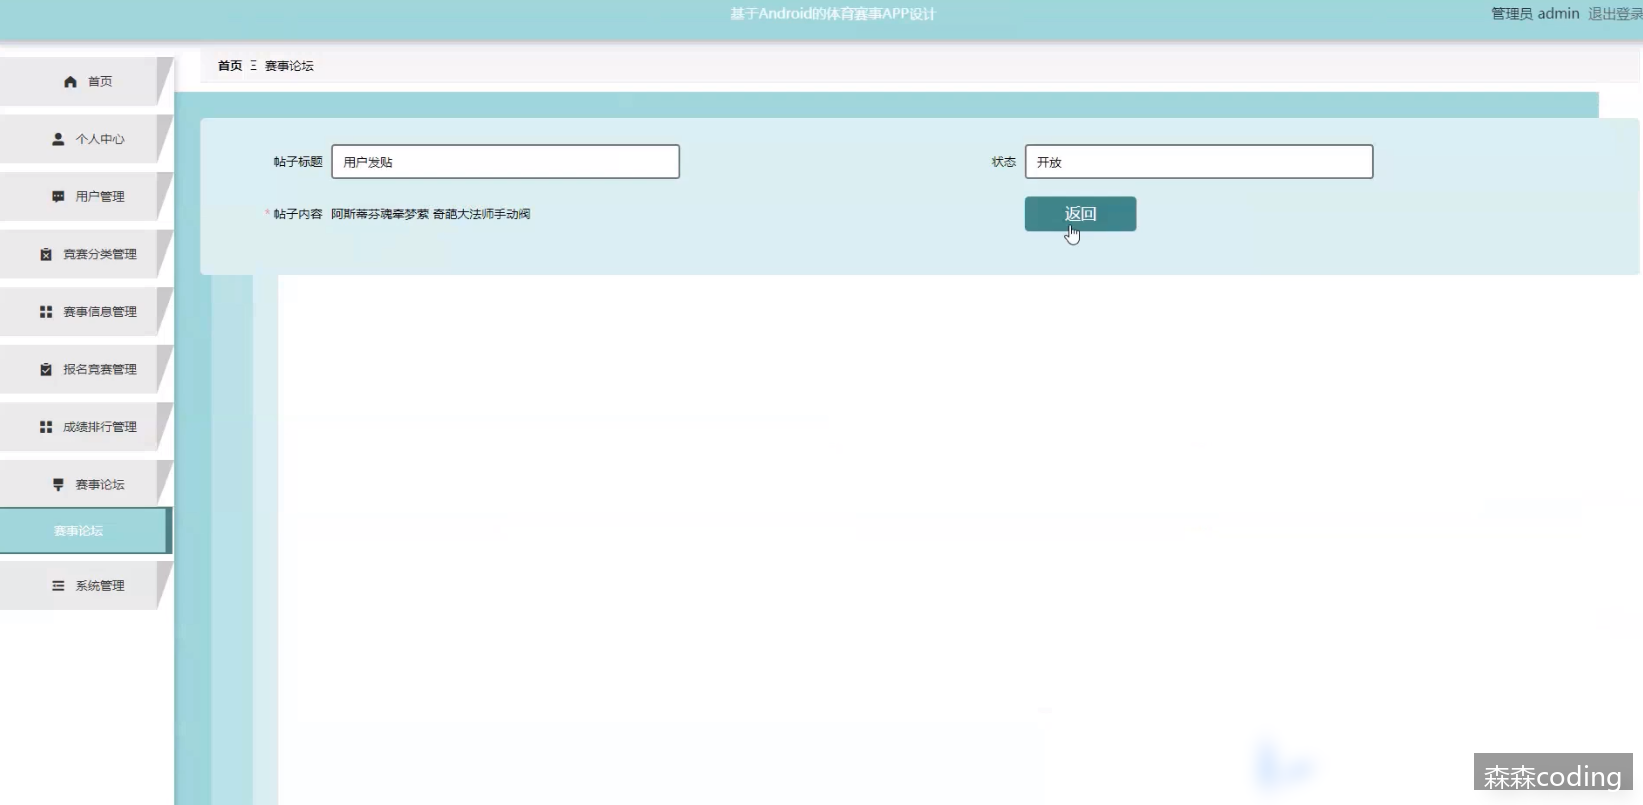 基于Android的体育赛事APP设计
管理员 admin 退出登录
首页 Ξ 赛事论坛
首页
个人中心
用户管理
竞赛分类管理
赛事信息管理
报名竞赛管理
成绩排行管理
赛事论坛
赛事论坛
系统管理
帖子标题 用户发贴
状态 开放
*帖子内容 阿斯蒂芬瑰牵梦萦 奇葩大法师手动阀
返回
森森coding